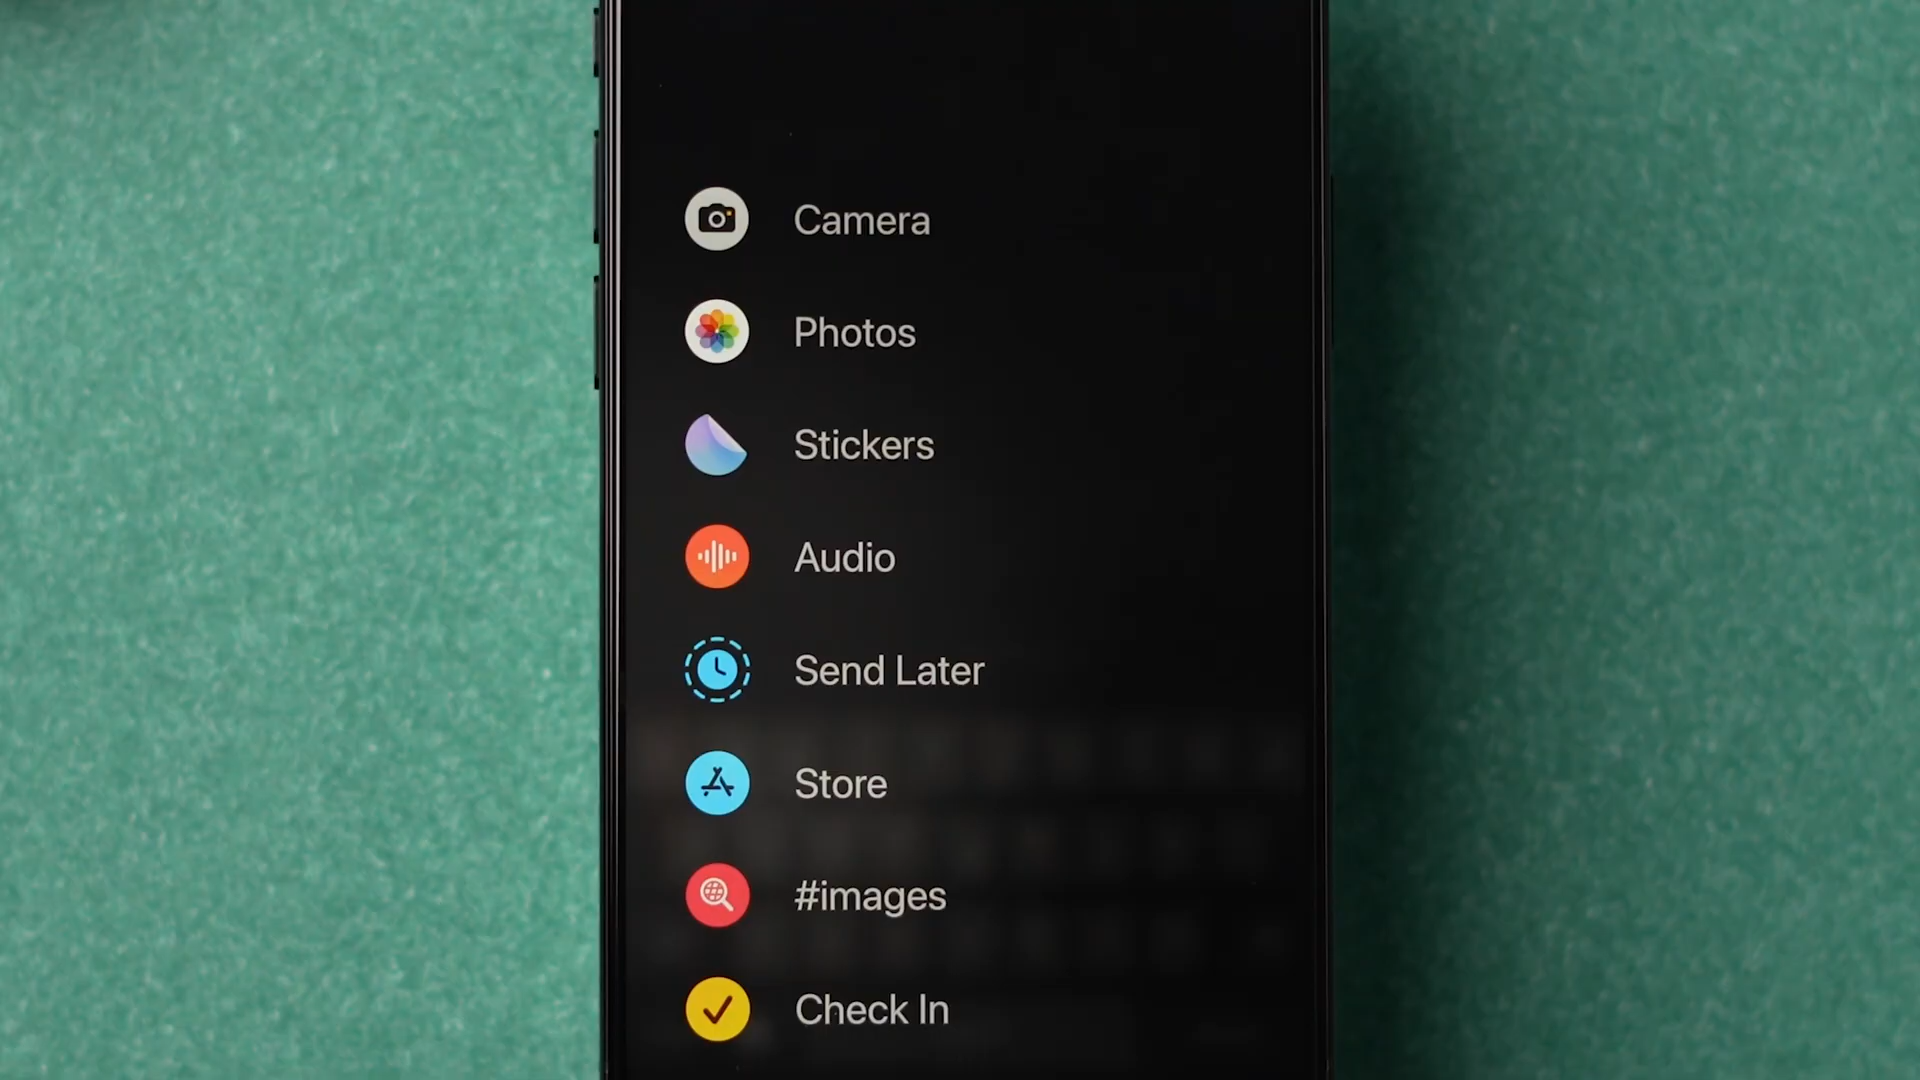 Camera
Photos
Stickers
Audio
Send Later
Store
#images
Check In